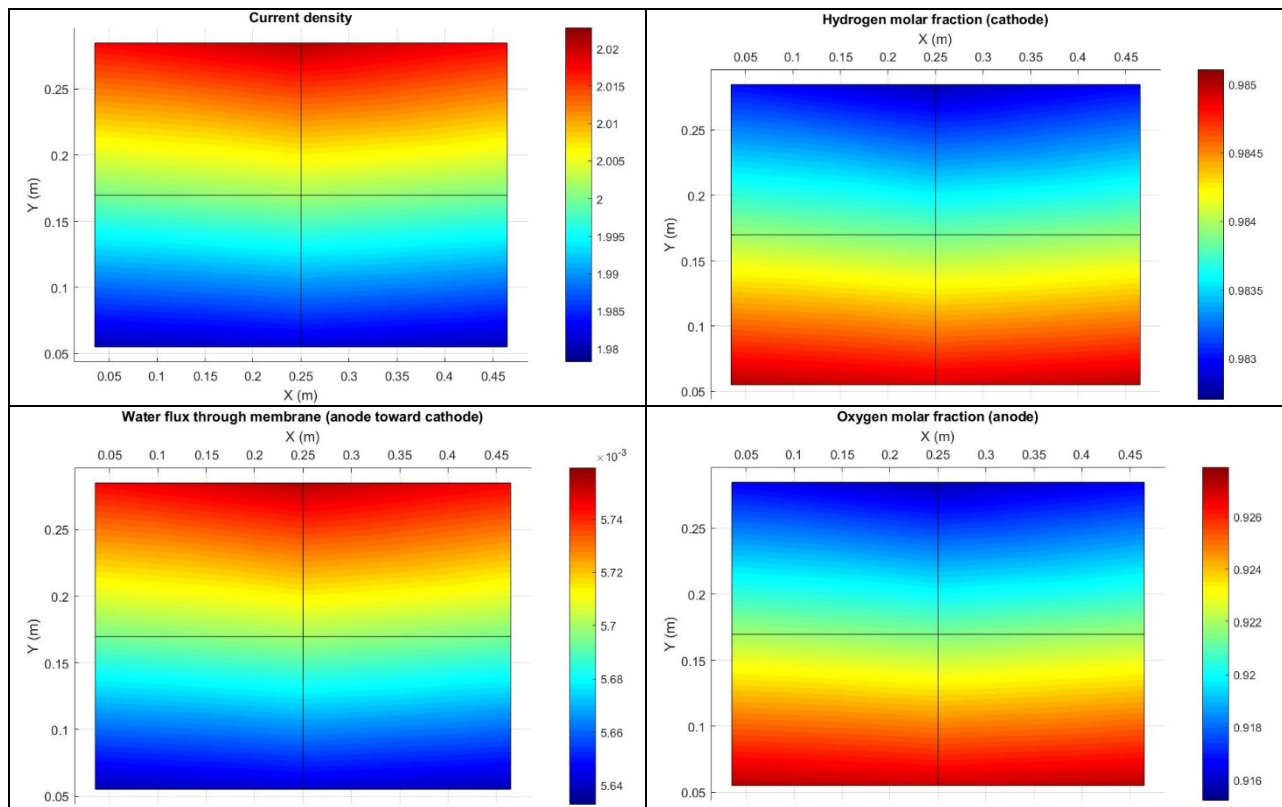 Current density
2.02
2.015
2.01
2.005
2
1.995
1.99
1.985
1.98
0.25
0.2
0.15
0.1
0.05
Y (m)
0.05 0.1 0.15 0.2 0.25 0.3 0.35 0.4 0.45
X (m)
Hydrogen molar fraction (cathode)
X (m)
0.05 0.1 0.15 0.2 0.25 0.3 0.35 0.4 0.45
0.25
0.2
0.15
0.1
0.05
Y (m)
0.985
0.9845
0.984
0.9835
0.983
Water flux through membrane (anode toward cathode)
X (m)
0.05 0.1 0.15 0.2 0.25 0.3 0.35 0.4 0.45
× 10⁻³
0.25
0.2
0.15
0.1
0.05
Y (m)
5.74
5.72
5.7
5.68
5.66
5.64
Oxygen molar fraction (anode)
X (m)
0.05 0.1 0.15 0.2 0.25 0.3 0.35 0.4 0.45
0.25
0.2
0.15
0.1
0.05
Y (m)
0.926
0.924
0.922
0.92
0.918
0.916